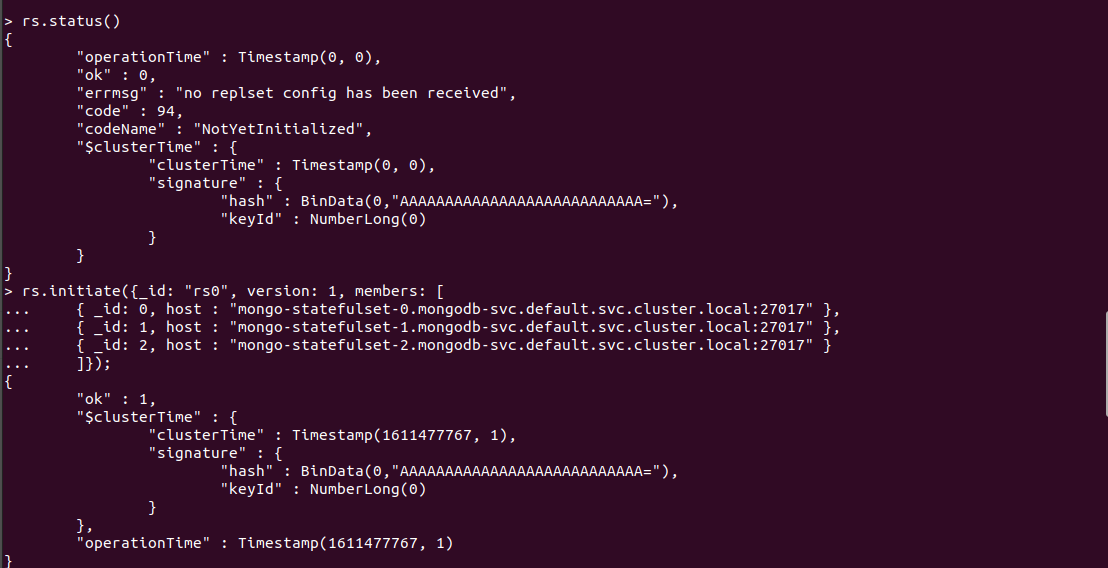 > rs.status()
{
        "operationTime" : Timestamp(0, 0),
        "ok" : 0,
        "errmsg" : "no replset config has been received",
        "code" : 94,
        "codeName" : "NotYetInitialized",
        "$clusterTime" : {
                "clusterTime" : Timestamp(0, 0),
                "signature" : {
                        "hash" : BinData(0,"AAAAAAAAAAAAAAAAAAAAAAAAAAA="),
                        "keyId" : NumberLong(0)
                }
        }
}
> rs.initiate({_id: "rs0", version: 1, members: [
...     { _id: 0, host : "mongo-statefulset-0.mongodb-svc.default.svc.cluster.local:27017" },
...     { _id: 1, host : "mongo-statefulset-1.mongodb-svc.default.svc.cluster.local:27017" },
...     { _id: 2, host : "mongo-statefulset-2.mongodb-svc.default.svc.cluster.local:27017" }
...     ]});
{
        "ok" : 1,
        "$clusterTime" : {
                "clusterTime" : Timestamp(1611477767, 1),
                "signature" : {
                        "hash" : BinData(0,"AAAAAAAAAAAAAAAAAAAAAAAAAAA="),
                        "keyId" : NumberLong(0)
                }
        },
        "operationTime" : Timestamp(1611477767, 1)
}